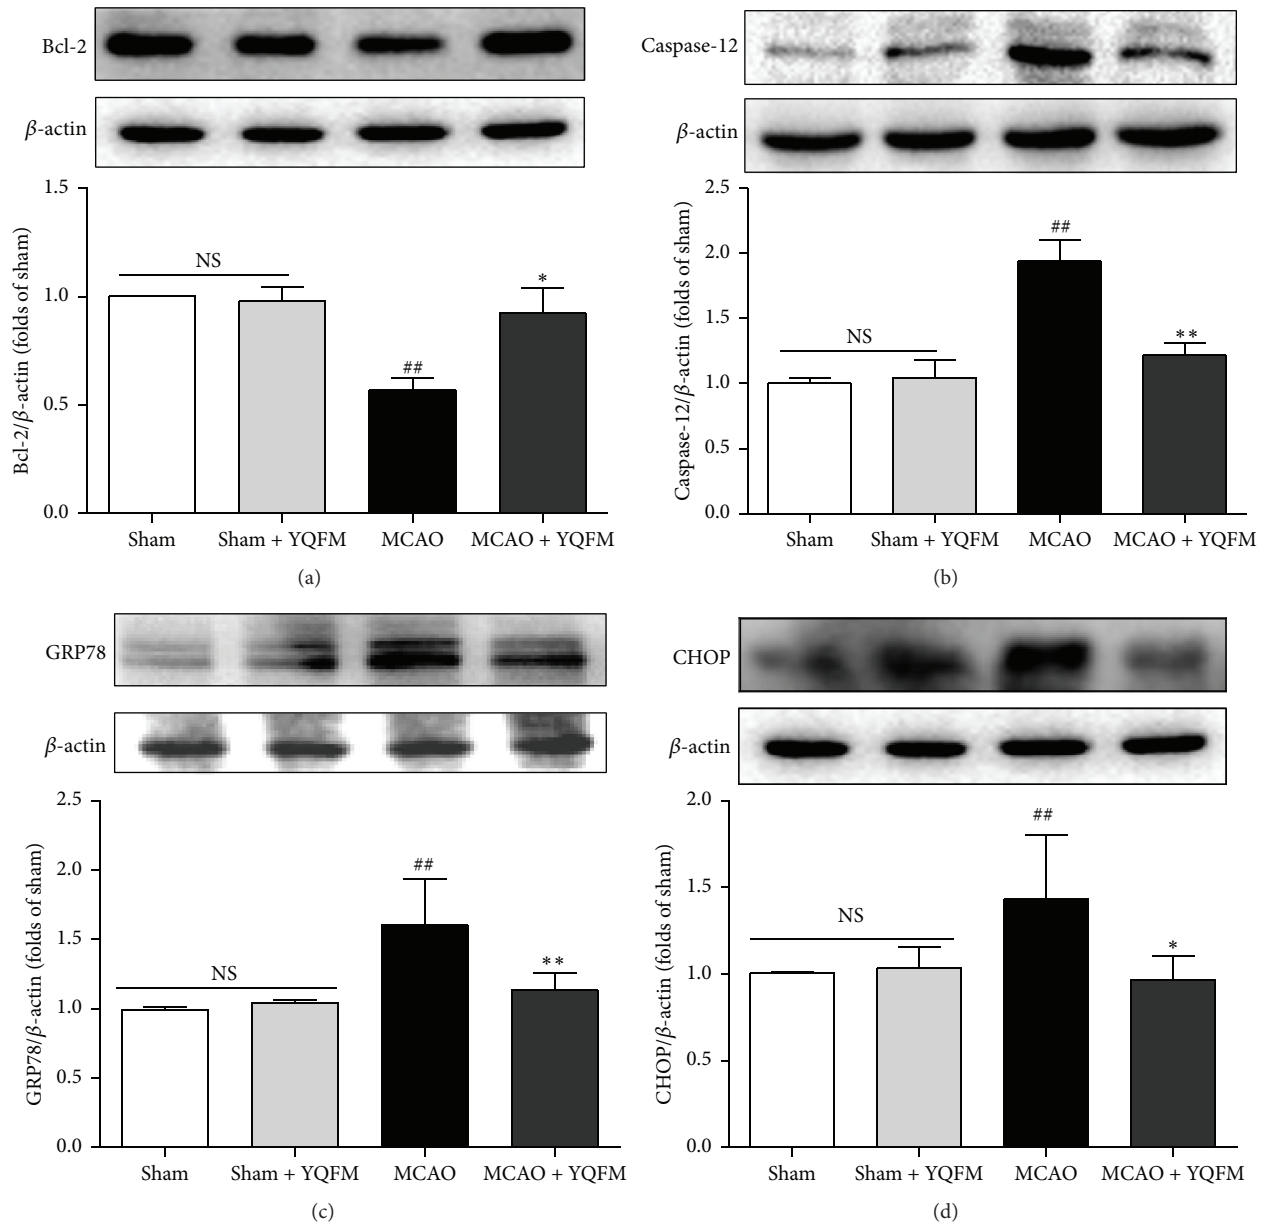 Bcl-2
β-actin
Bcl-2/β-actin (folds of sham)
1.5
1.0
0.5
0.0
NS
##
*
Sham
Sham + YQFM
MCAO
MCAO + YQFM
(a)
Caspase-12
β-actin
Caspase-12/β-actin (folds of sham)
2.5
2.0
1.5
1.0
0.5
0.0
NS
##
**
Sham
Sham + YQFM
MCAO
MCAO + YQFM
(b)
GRP78
β-actin
GRP78/β-actin (folds of sham)
2.5
2.0
1.5
1.0
0.5
0.0
NS
##
**
Sham
Sham + YQFM
MCAO
MCAO + YQFM
(c)
CHOP
β-actin
CHOP/β-actin (folds of sham)
2.0
1.5
1.0
0.5
0.0
NS
##
*
Sham
Sham + YQFM
MCAO
MCAO + YQFM
(d)